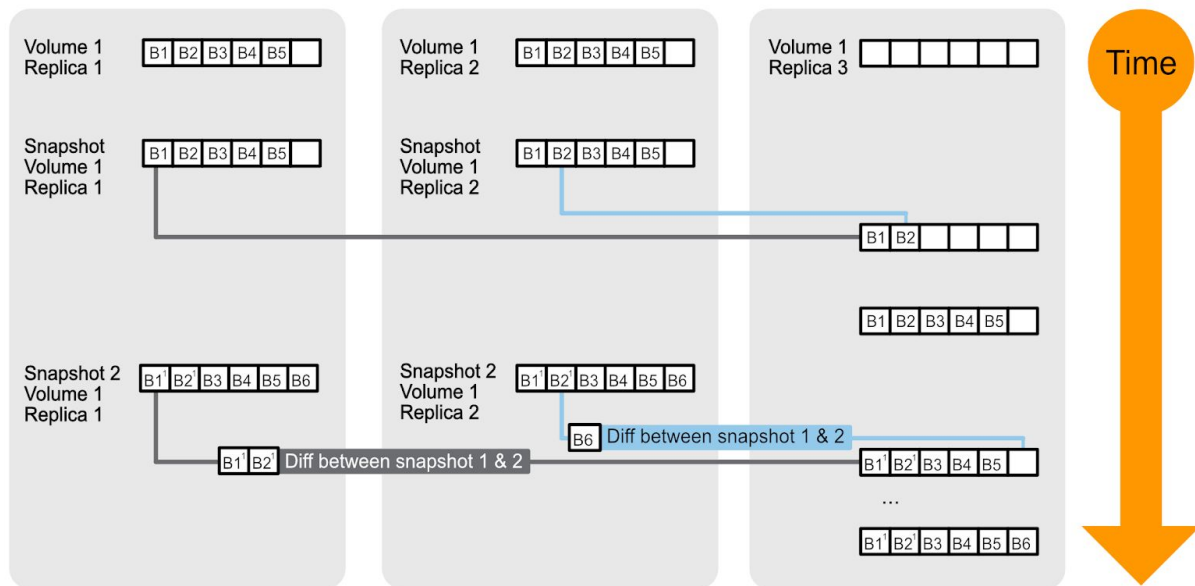 Volume 1
Replica 1
B1 B2 B3 B4 B5
Volume 1
Replica 2
B1 B2 B3 B4 B5
Volume 1
Replica 3
Time
Snapshot
Volume 1
Replica 1
B1 B2 B3 B4 B5
Snapshot
Volume 1
Replica 2
B1 B2 B3 B4 B5
B1 B2
B1 B2 B3 B4 B5
Snapshot 2
Volume 1
Replica 1
B1¹ B2¹ B3 B4 B5 B6
Snapshot 2
Volume 1
Replica 2
B1¹ B2¹ B3 B4 B5 B6
B6 Diff between snapshot 1 & 2
B1¹ B2¹ Diff between snapshot 1 & 2
B1¹ B2¹ B3 B4 B5
...
B1¹ B2¹ B3 B4 B5 B6